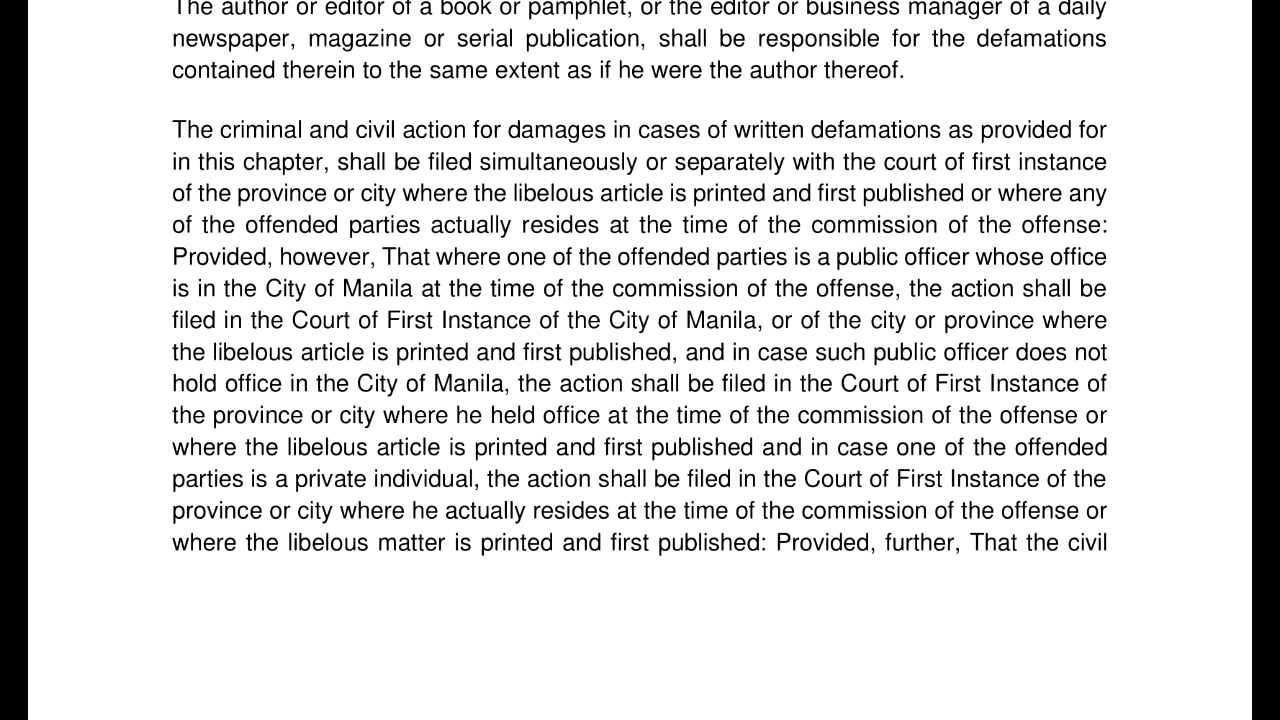 The author or editor of a book or pamphlet, or the editor or business manager of a daily
newspaper, magazine or serial publication, shall be responsible for the defamations
contained therein to the same extent as if he were the author thereof.
The criminal and civil action for damages in cases of written defamations as provided for
in this chapter, shall be filed simultaneously or separately with the court of first instance
of the province or city where the libelous article is printed and first published or where any
of the offended parties actually resides at the time of the commission of the offense:
Provided, however, That where one of the offended parties is a public officer whose office
is in the City of Manila at the time of the commission of the offense, the action shall be
filed in the Court of First Instance of the City of Manila, or of the city or province where
the libelous article is printed and first published, and in case such public officer does not
hold office in the City of Manila, the action shall be filed in the Court of First Instance of
the province or city where he held office at the time of the commission of the offense or
where the libelous article is printed and first published and in case one of the offended
parties is a private individual, the action shall be filed in the Court of First Instance of the
province or city where he actually resides at the time of the commission of the offense or
where the libelous matter is printed and first published: Provided, further, That the civil